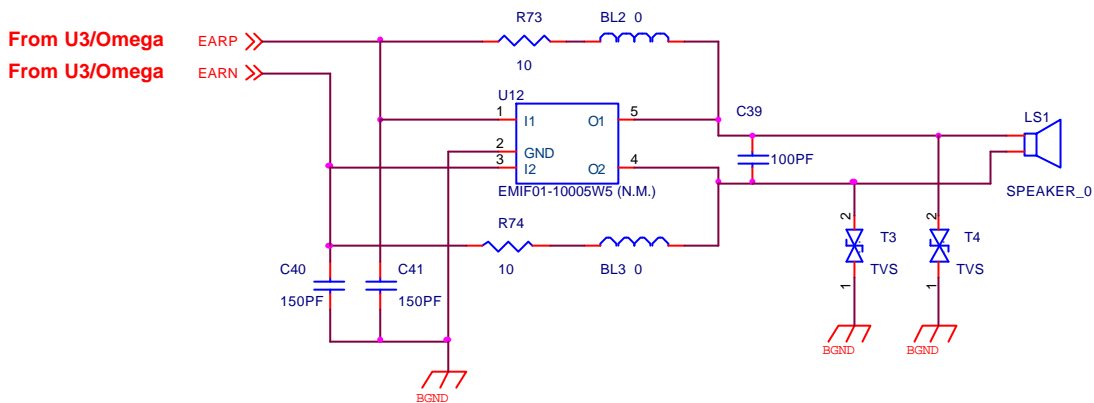 R73
BL2 0
From U3/Omega
EARP
10
From U3/Omega
EARN
U12
1
I1
O1
5
C39
LS1
2
GND
3
I2
O2
4
100PF
EMIF01-10005W5 (N.M.)
SPEAKER_0
R74
10
BL3 0
C40
C41
150PF
150PF
2
T3
TVS
1
2
T4
TVS
1
BGND
BGND
BGND